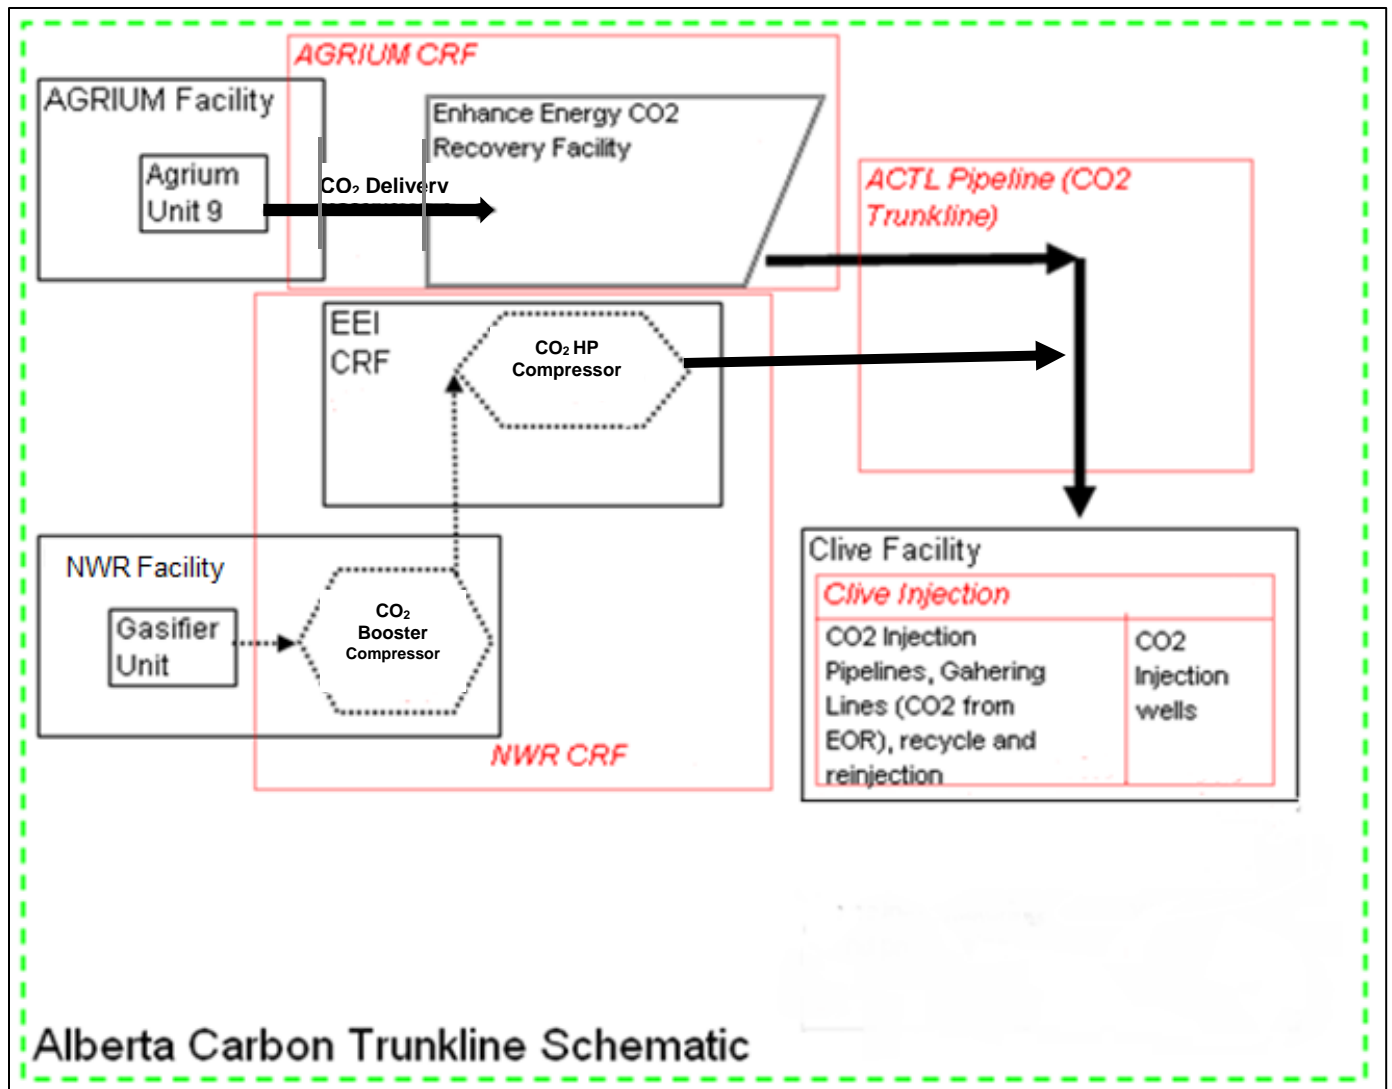 AGRIUM CRF
AGRIUM Facility
Agrium
Unit 9
CO₂ Delivery
Enhance Energy CO2
Recovery Facility
ACTL Pipeline (CO2
Trunkline)
EEI
CRF
CO₂ HP
Compressor
NWR Facility
Gasifier
Unit
CO₂
Booster
Compressor
NWR CRF
Clive Facility
Clive Injection
CO2 Injection
Pipelines, Gahering
Lines (CO2 from
EOR), recycle and
reinjection
CO2
Injection
wells
Alberta Carbon Trunkline Schematic